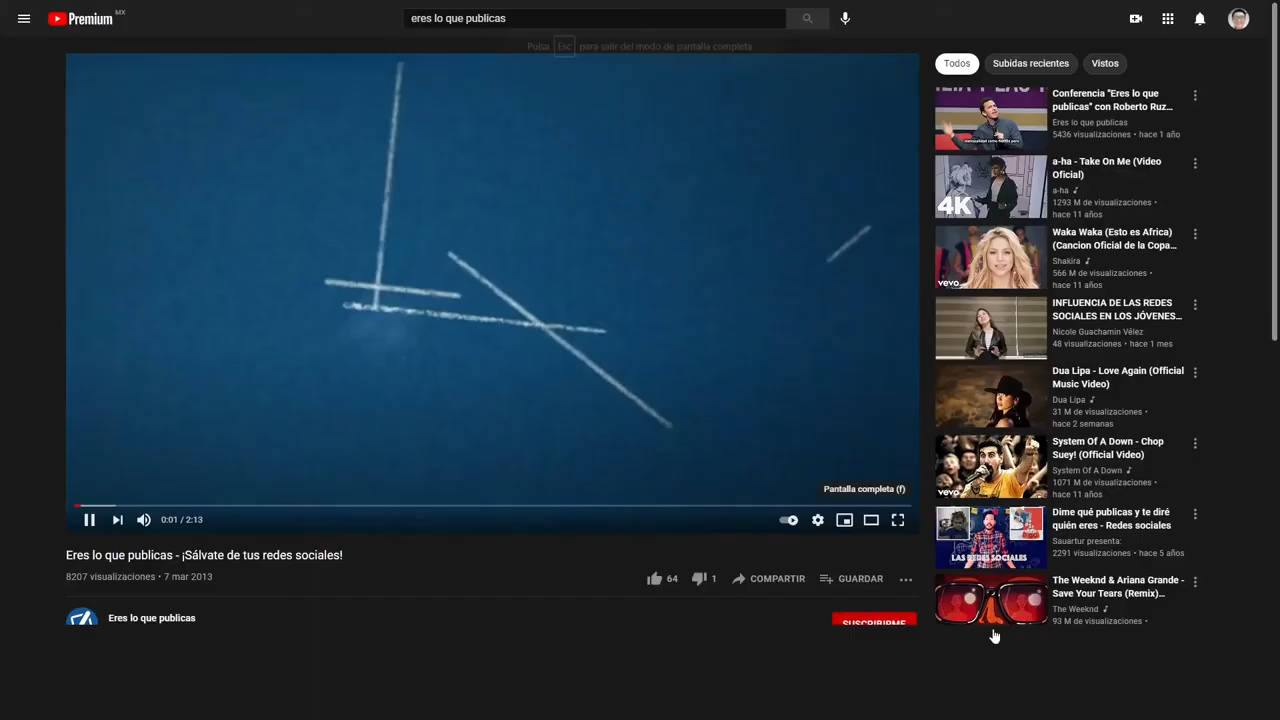 Premium MX
eres lo que publicas
Pulsa Esc para salir del modo de pantalla completa
Pantalla completa (f)
0:01 / 2:13
Eres lo que publicas - ¡Sálvate de tus redes sociales!
8207 visualizaciones • 7 mar 2013
64
1
COMPARTIR
GUARDAR
Eres lo que publicas
SUSCRIBIRME
Todos
Subidas recientes
Vistos
Conferencia "Eres lo que
publicas" con Roberto Ruz...
Eres lo que publicas
5436 visualizaciones • hace 1 año
4K
a-ha - Take On Me (Video
Oficial)
a-ha
1293 M de visualizaciones •
hace 11 años
vevo
Waka Waka (Esto es Africa)
(Cancion Oficial de la Copa...
Shakira
566 M de visualizaciones •
hace 11 años
INFLUENCIA DE LAS REDES
SOCIALES EN LOS JÓVENES...
Nicole Guachamin Vélez
48 visualizaciones • hace 1 mes
Dua Lipa - Love Again (Official
Music Video)
Dua Lipa
31 M de visualizaciones •
hace 2 semanas
vevo
System Of A Down - Chop
Suey! (Official Video)
System Of A Down
1071 M de visualizaciones •
hace 11 años
LAS REDES SOCIALES
Dime qué publicas y te diré
quién eres - Redes sociales
Sauartur presenta:
2291 visualizaciones • hace 5 años
The Weeknd & Ariana Grande -
Save Your Tears (Remix)...
The Weeknd
93 M de visualizaciones •